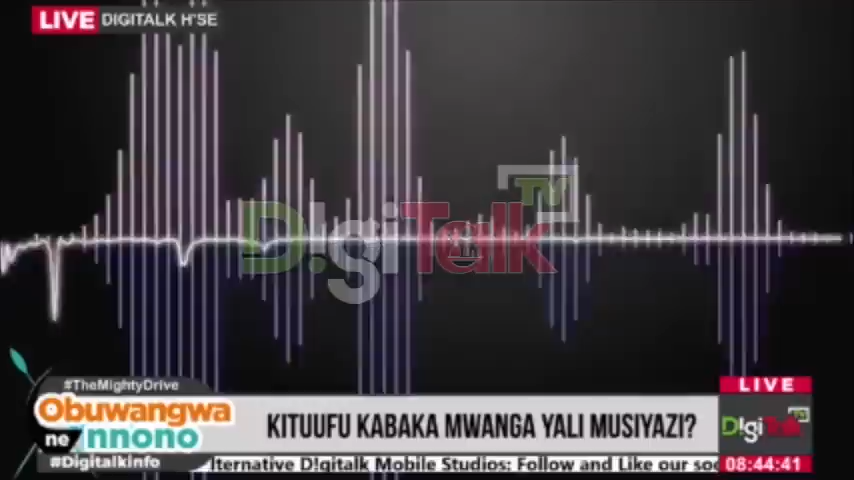 LIVE DIGITALK H'SE
D!giTalk TV
#TheMightyDrive
Obuwangwa
ne Nnono
#DigitalkInfo
KITUUFU KABAKA MWANGA YALI MUSIYAZI?
LIVE
D!giTalk TV
lternative D!gitalk Mobile Studios: Follow and Like our soc
08:44:41